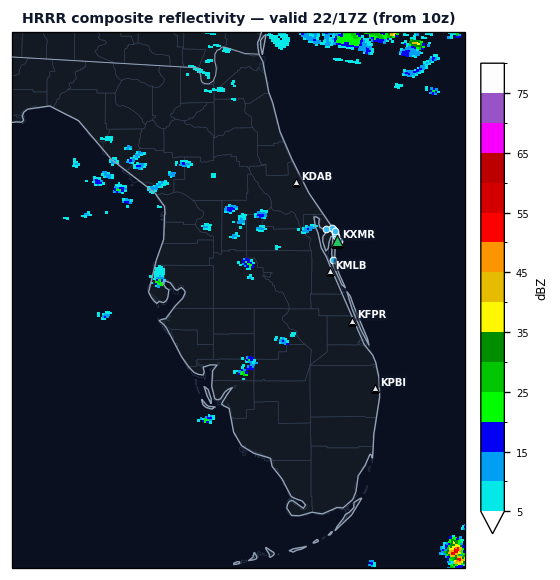 HRRR composite reflectivity — valid 22/17Z (from 10z)
KDAB
KXMR
KMLB
KFPR
KPBI
75
65
55
45
35
25
15
5
dBZ